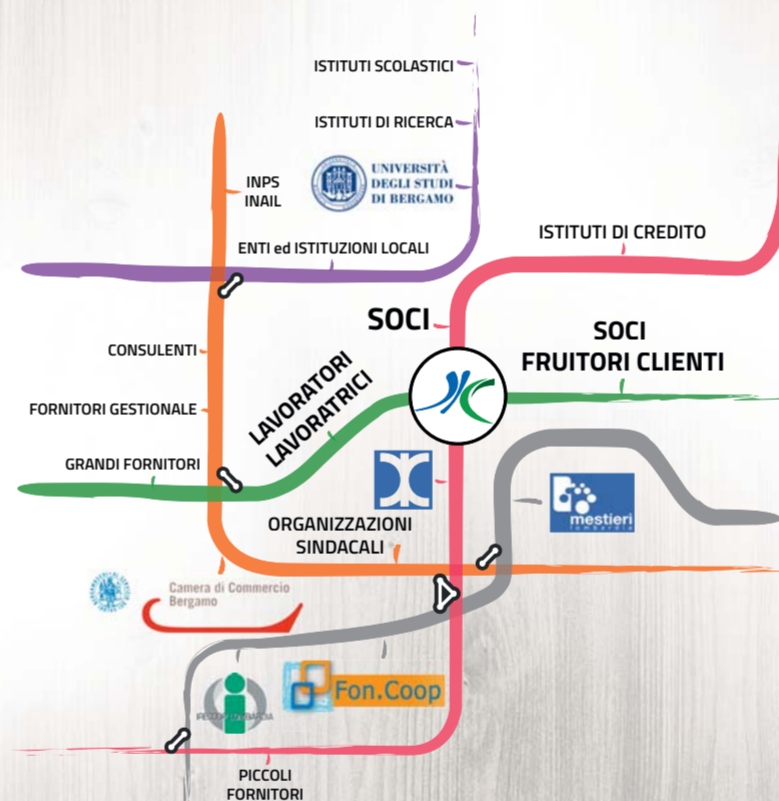 ISTITUTI SCOLASTICI
ISTITUTI DI RICERCA
UNIVERSITÀ
DEGLI STUDI
DI BERGAMO
INPS
INAIL
ENTI ed ISTITUZIONI LOCALI
ISTITUTI DI CREDITO
SOCI
SOCI
FRUITORI CLIENTI
CONSULENTI
LAVORATORI
LAVORATRICI
FORNITORI GESTIONALE
GRANDI FORNITORI
mestieri
lombardia
ORGANIZZAZIONI
SINDACALI
Camera di Commercio
Bergamo
Fon.Coop
PICCOLI
FORNITORI